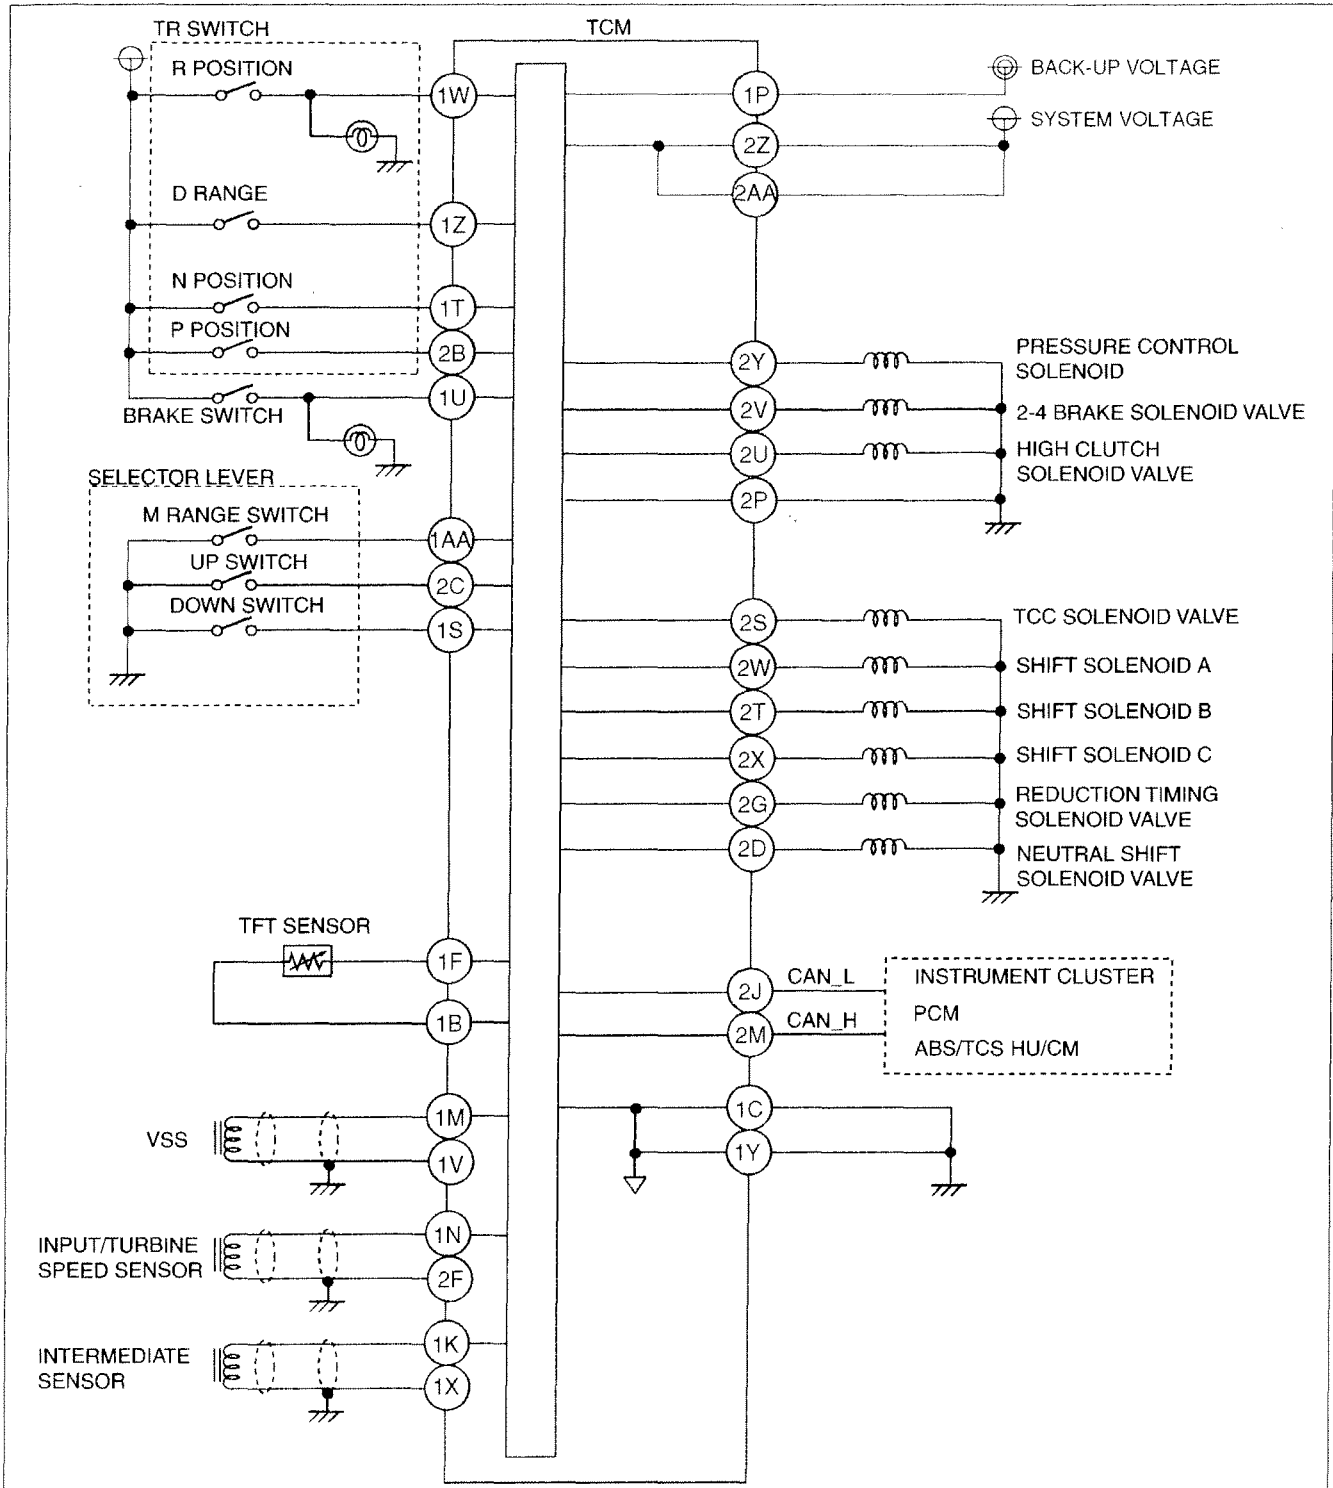 TR SWITCH
TCM
R POSITION
1W
1P
BACK-UP VOLTAGE
SYSTEM VOLTAGE
2Z
2AA
D RANGE
1Z
N POSITION
1T
P POSITION
2B
BRAKE SWITCH
1U
2Y
PRESSURE CONTROL
SOLENOID
2V
2-4 BRAKE SOLENOID VALVE
2U
HIGH CLUTCH
SOLENOID VALVE
2P
SELECTOR LEVER
M RANGE SWITCH
1AA
UP SWITCH
2C
DOWN SWITCH
1S
2S
TCC SOLENOID VALVE
2W
SHIFT SOLENOID A
2T
SHIFT SOLENOID B
2X
SHIFT SOLENOID C
2G
REDUCTION TIMING
SOLENOID VALVE
2D
NEUTRAL SHIFT
SOLENOID VALVE
TFT SENSOR
1F
1B
2J
CAN_L
INSTRUMENT CLUSTER
2M
CAN_H
PCM
ABS/TCS HU/CM
VSS
1M
1V
1C
1Y
INPUT/TURBINE
SPEED SENSOR
1N
2F
INTERMEDIATE
SENSOR
1K
1X